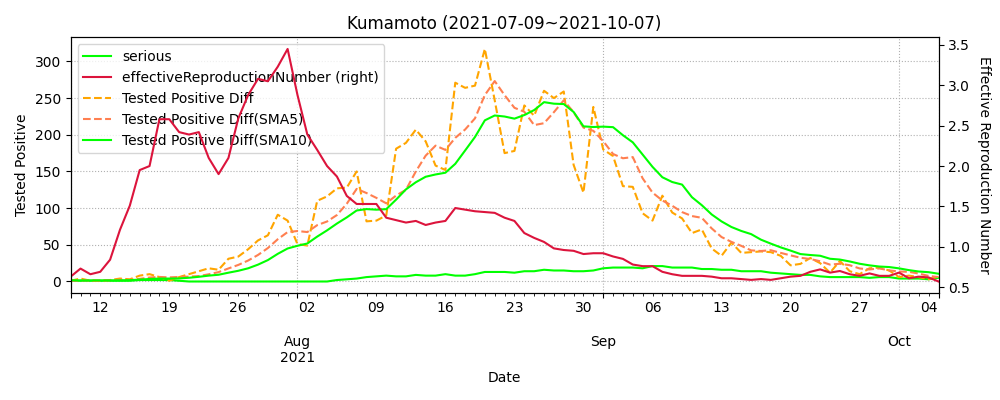 Kumamoto (2021-07-09~2021-10-07)
serious
effectiveReproductionNumber (right)
Tested Positive Diff
Tested Positive Diff(SMA5)
Tested Positive Diff(SMA10)
Tested Positive
300
250
200
150
100
50
0
3.5
3.0
2.5
2.0
1.5
1.0
0.5
Effective Reproduction Number
12 19 26 02 09 16 23 30 06 13 20 27 04
Aug Sep Oct
2021
Date